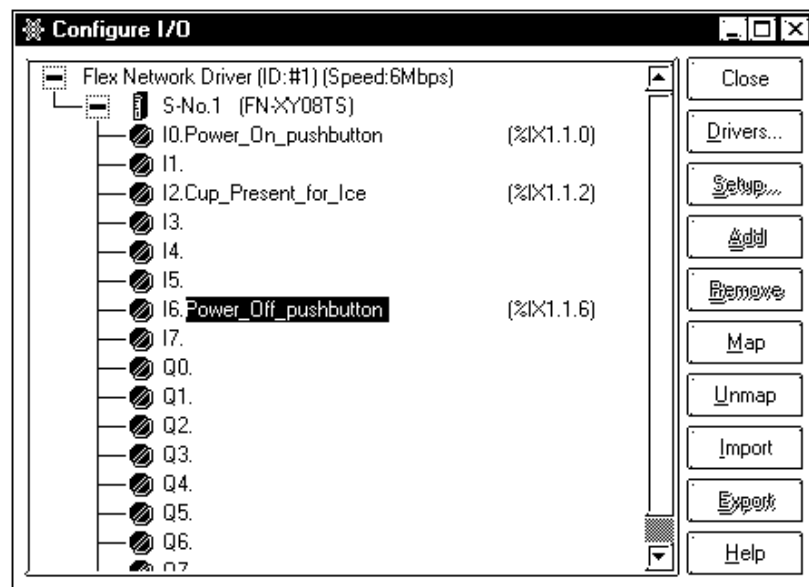 Configure I/O
Flex Network Driver (ID:#1) (Speed:6Mbps)
S-No.1 (FN-XY08TS)
I0.Power_On_pushbutton (%IX1.1.0)
I1.
I2.Cup_Present_for_Ice (%IX1.1.2)
I3.
I4.
I5.
I6.Power_Off_pushbutton (%IX1.1.6)
I7.
Q0.
Q1.
Q2.
Q3.
Q4.
Q5.
Q6.
Q7.
Close
Drivers...
Setup...
Add
Remove
Map
Unmap
Import
Export
Help